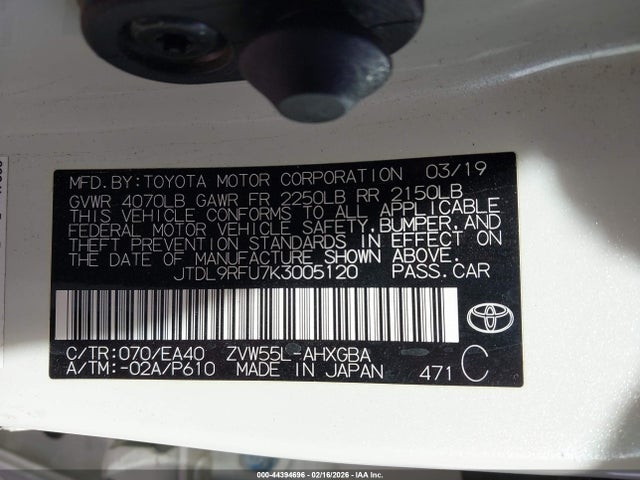 MFD. BY: TOYOTA MOTOR CORPORATION 03/19
GVWR 4070LB GAWR FR 2250LB RR 2150LB
THIS VEHICLE CONFORMS TO ALL APPLICABLE
FEDERAL MOTOR VEHICLE SAFETY, BUMPER, AND
THEFT PREVENTION STANDARDS IN EFFECT ON
THE DATE OF MANUFACTURE SHOWN ABOVE.
JTDL9RFU7K3005120 PASS. CAR
C/TR: 070/EA40 ZVW55L-AHXGBA
A/TM: -02A/P610 MADE IN JAPAN 471 C
000-44394696 - 02/16/2026 - IAA Inc.